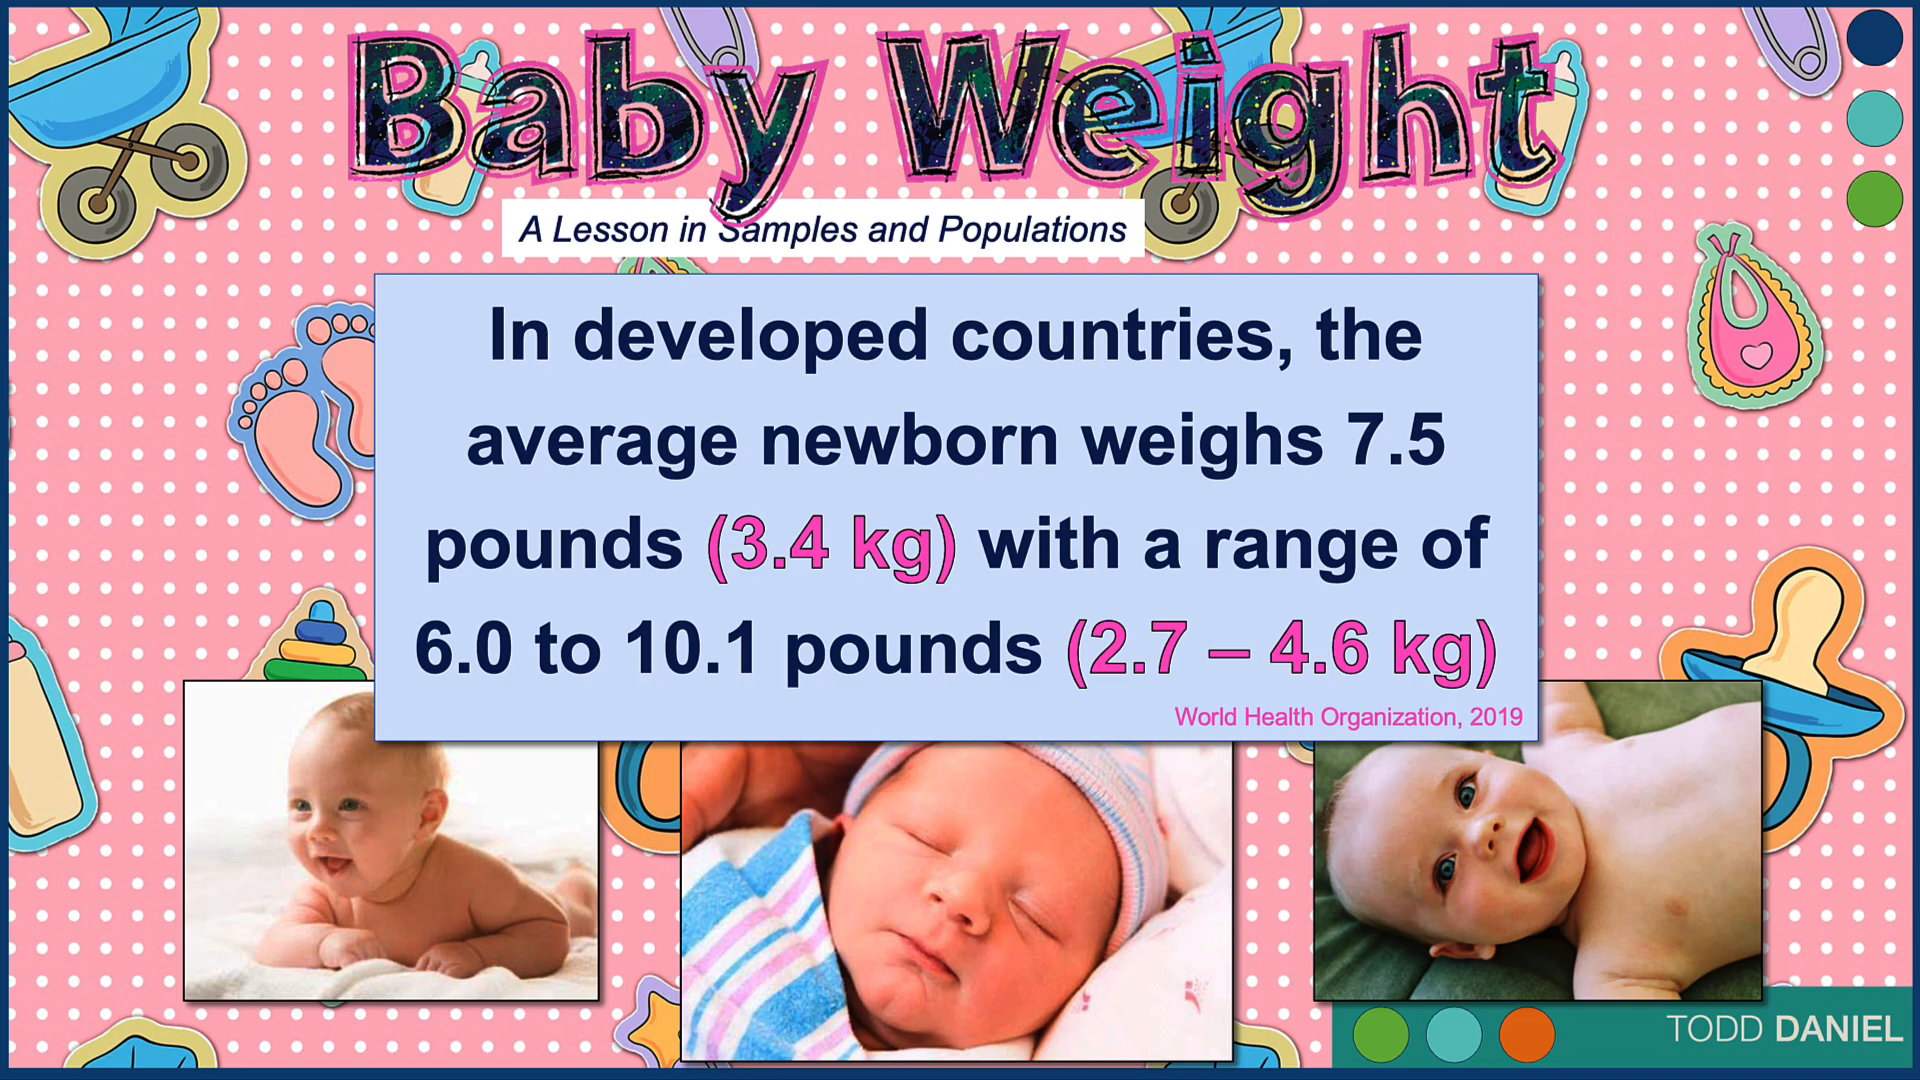 Baby Weight
A Lesson in Samples and Populations
In developed countries, the
average newborn weighs 7.5
pounds (3.4 kg) with a range of
6.0 to 10.1 pounds (2.7 – 4.6 kg)
World Health Organization, 2019
TODD DANIEL